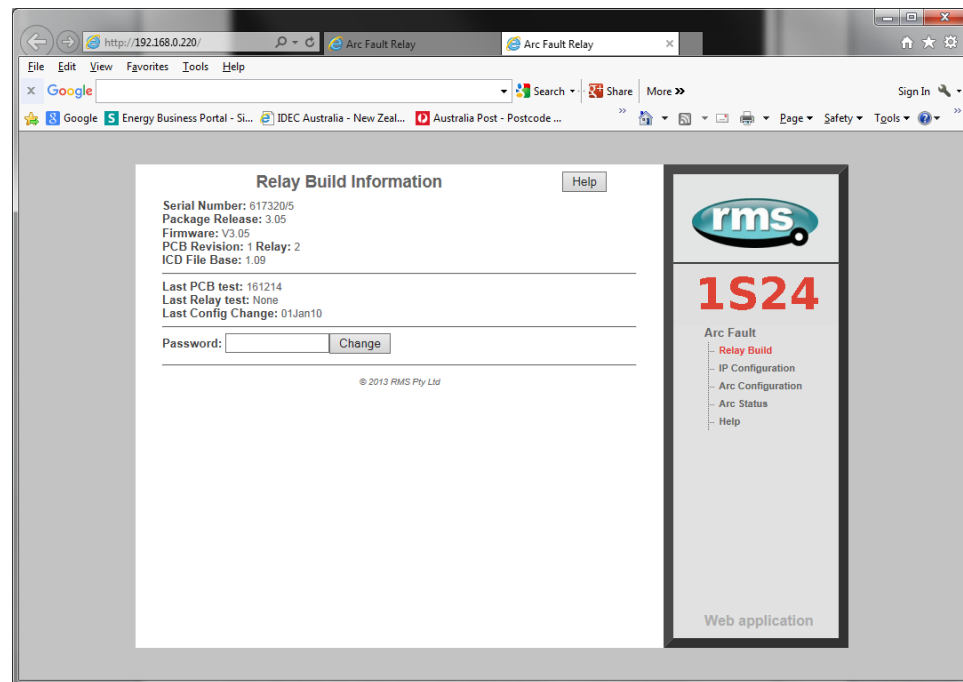 http://192.168.0.220/
Arc Fault Relay
Arc Fault Relay
File Edit View Favorites Tools Help
x Google Search Share More >> Sign In
Google Energy Business Portal - Si... IDEC Australia - New Zeal... Australia Post - Postcode ... >> Page Safety Tools >>
Relay Build Information
Help
Serial Number: 617320/5
Package Release: 3.05
Firmware: V3.05
PCB Revision: 1 Relay: 2
ICD File Base: 1.09
Last PCB test: 161214
Last Relay test: None
Last Config Change: 01Jan10
Password: Change
© 2013 RMS Pty Ltd
rms
1S24
Arc Fault
Relay Build
IP Configuration
Arc Configuration
Arc Status
Help
Web application